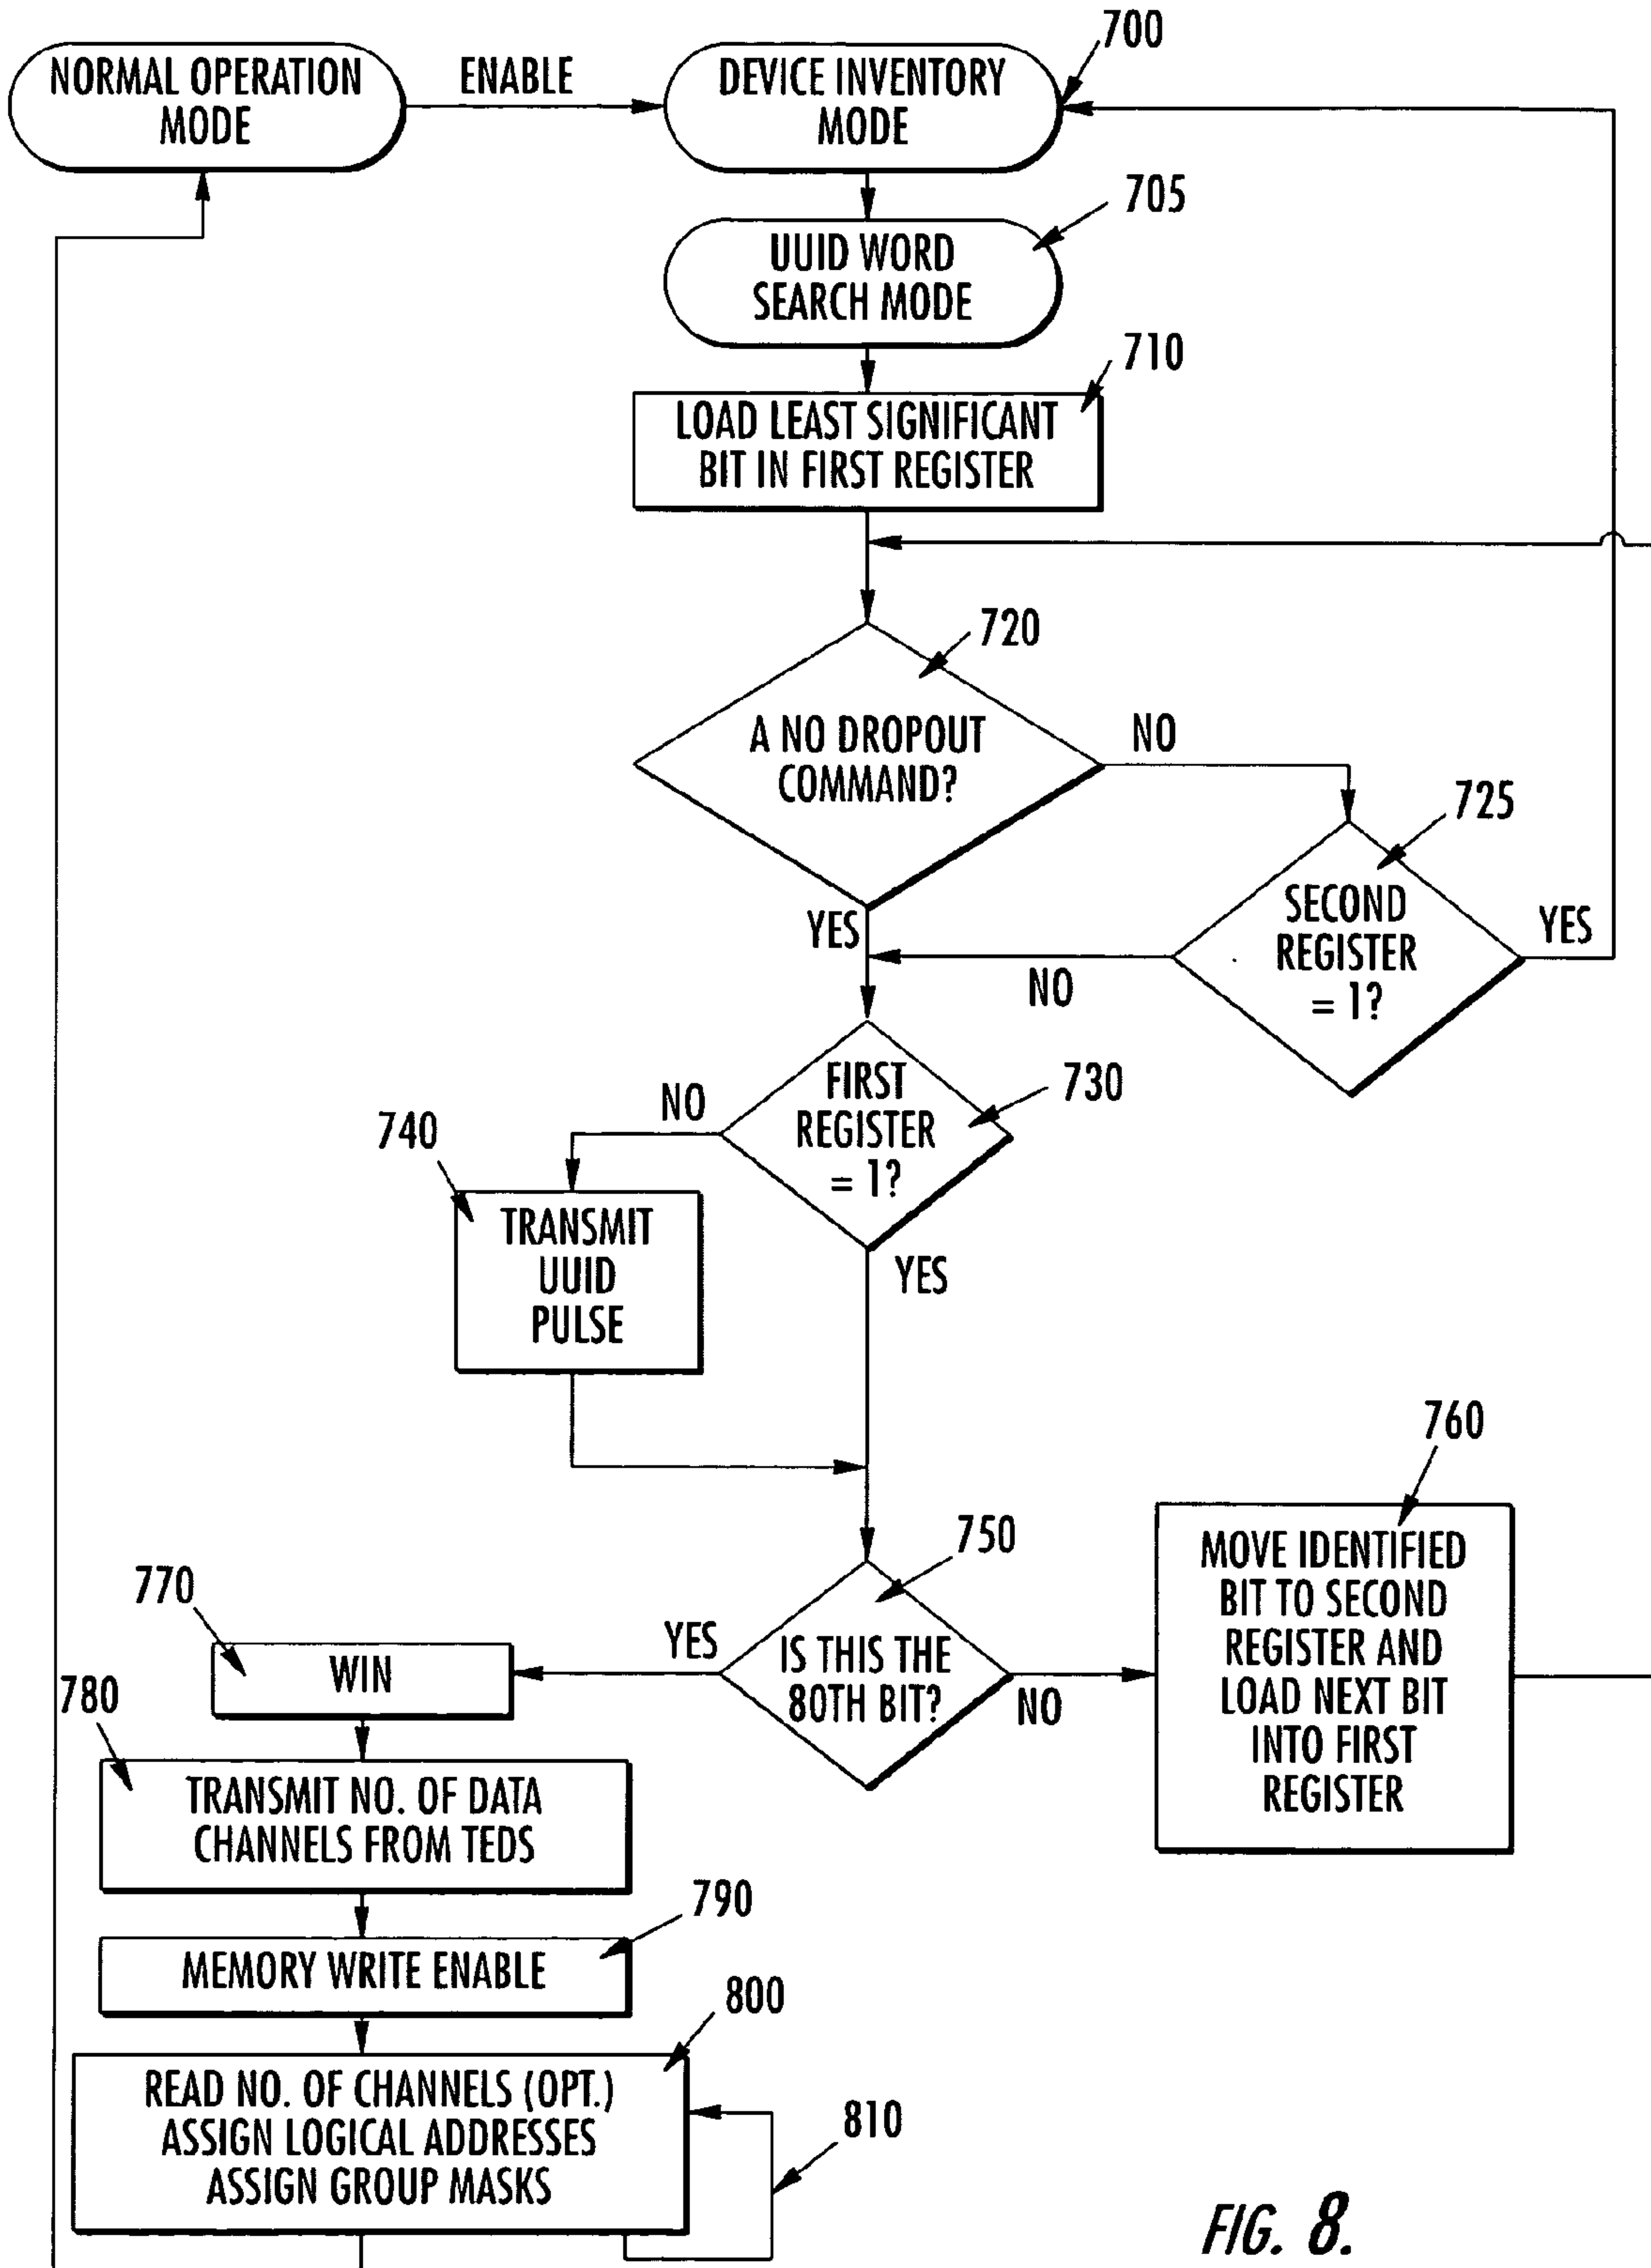 700
NORMAL OPERATION
MODE
ENABLE
DEVICE INVENTORY
MODE
705
UUID WORD
SEARCH MODE
710
LOAD LEAST SIGNIFICANT
BIT IN FIRST REGISTER
720
A NO DROPOUT
COMMAND?
NO
725
SECOND
REGISTER
= 1?
YES
YES
NO
FIRST
REGISTER
= 1?
730
NO
740
TRANSMIT
UUID
PULSE
YES
760
MOVE IDENTIFIED
BIT TO SECOND
REGISTER AND
LOAD NEXT BIT
INTO FIRST
REGISTER
750
IS THIS THE
80TH BIT?
YES
NO
770
WIN
780
TRANSMIT NO. OF DATA
CHANNELS FROM TEDS
790
MEMORY WRITE ENABLE
800
READ NO. OF CHANNELS (OPT.)
ASSIGN LOGICAL ADDRESSES
ASSIGN GROUP MASKS
810
FIG. 8.